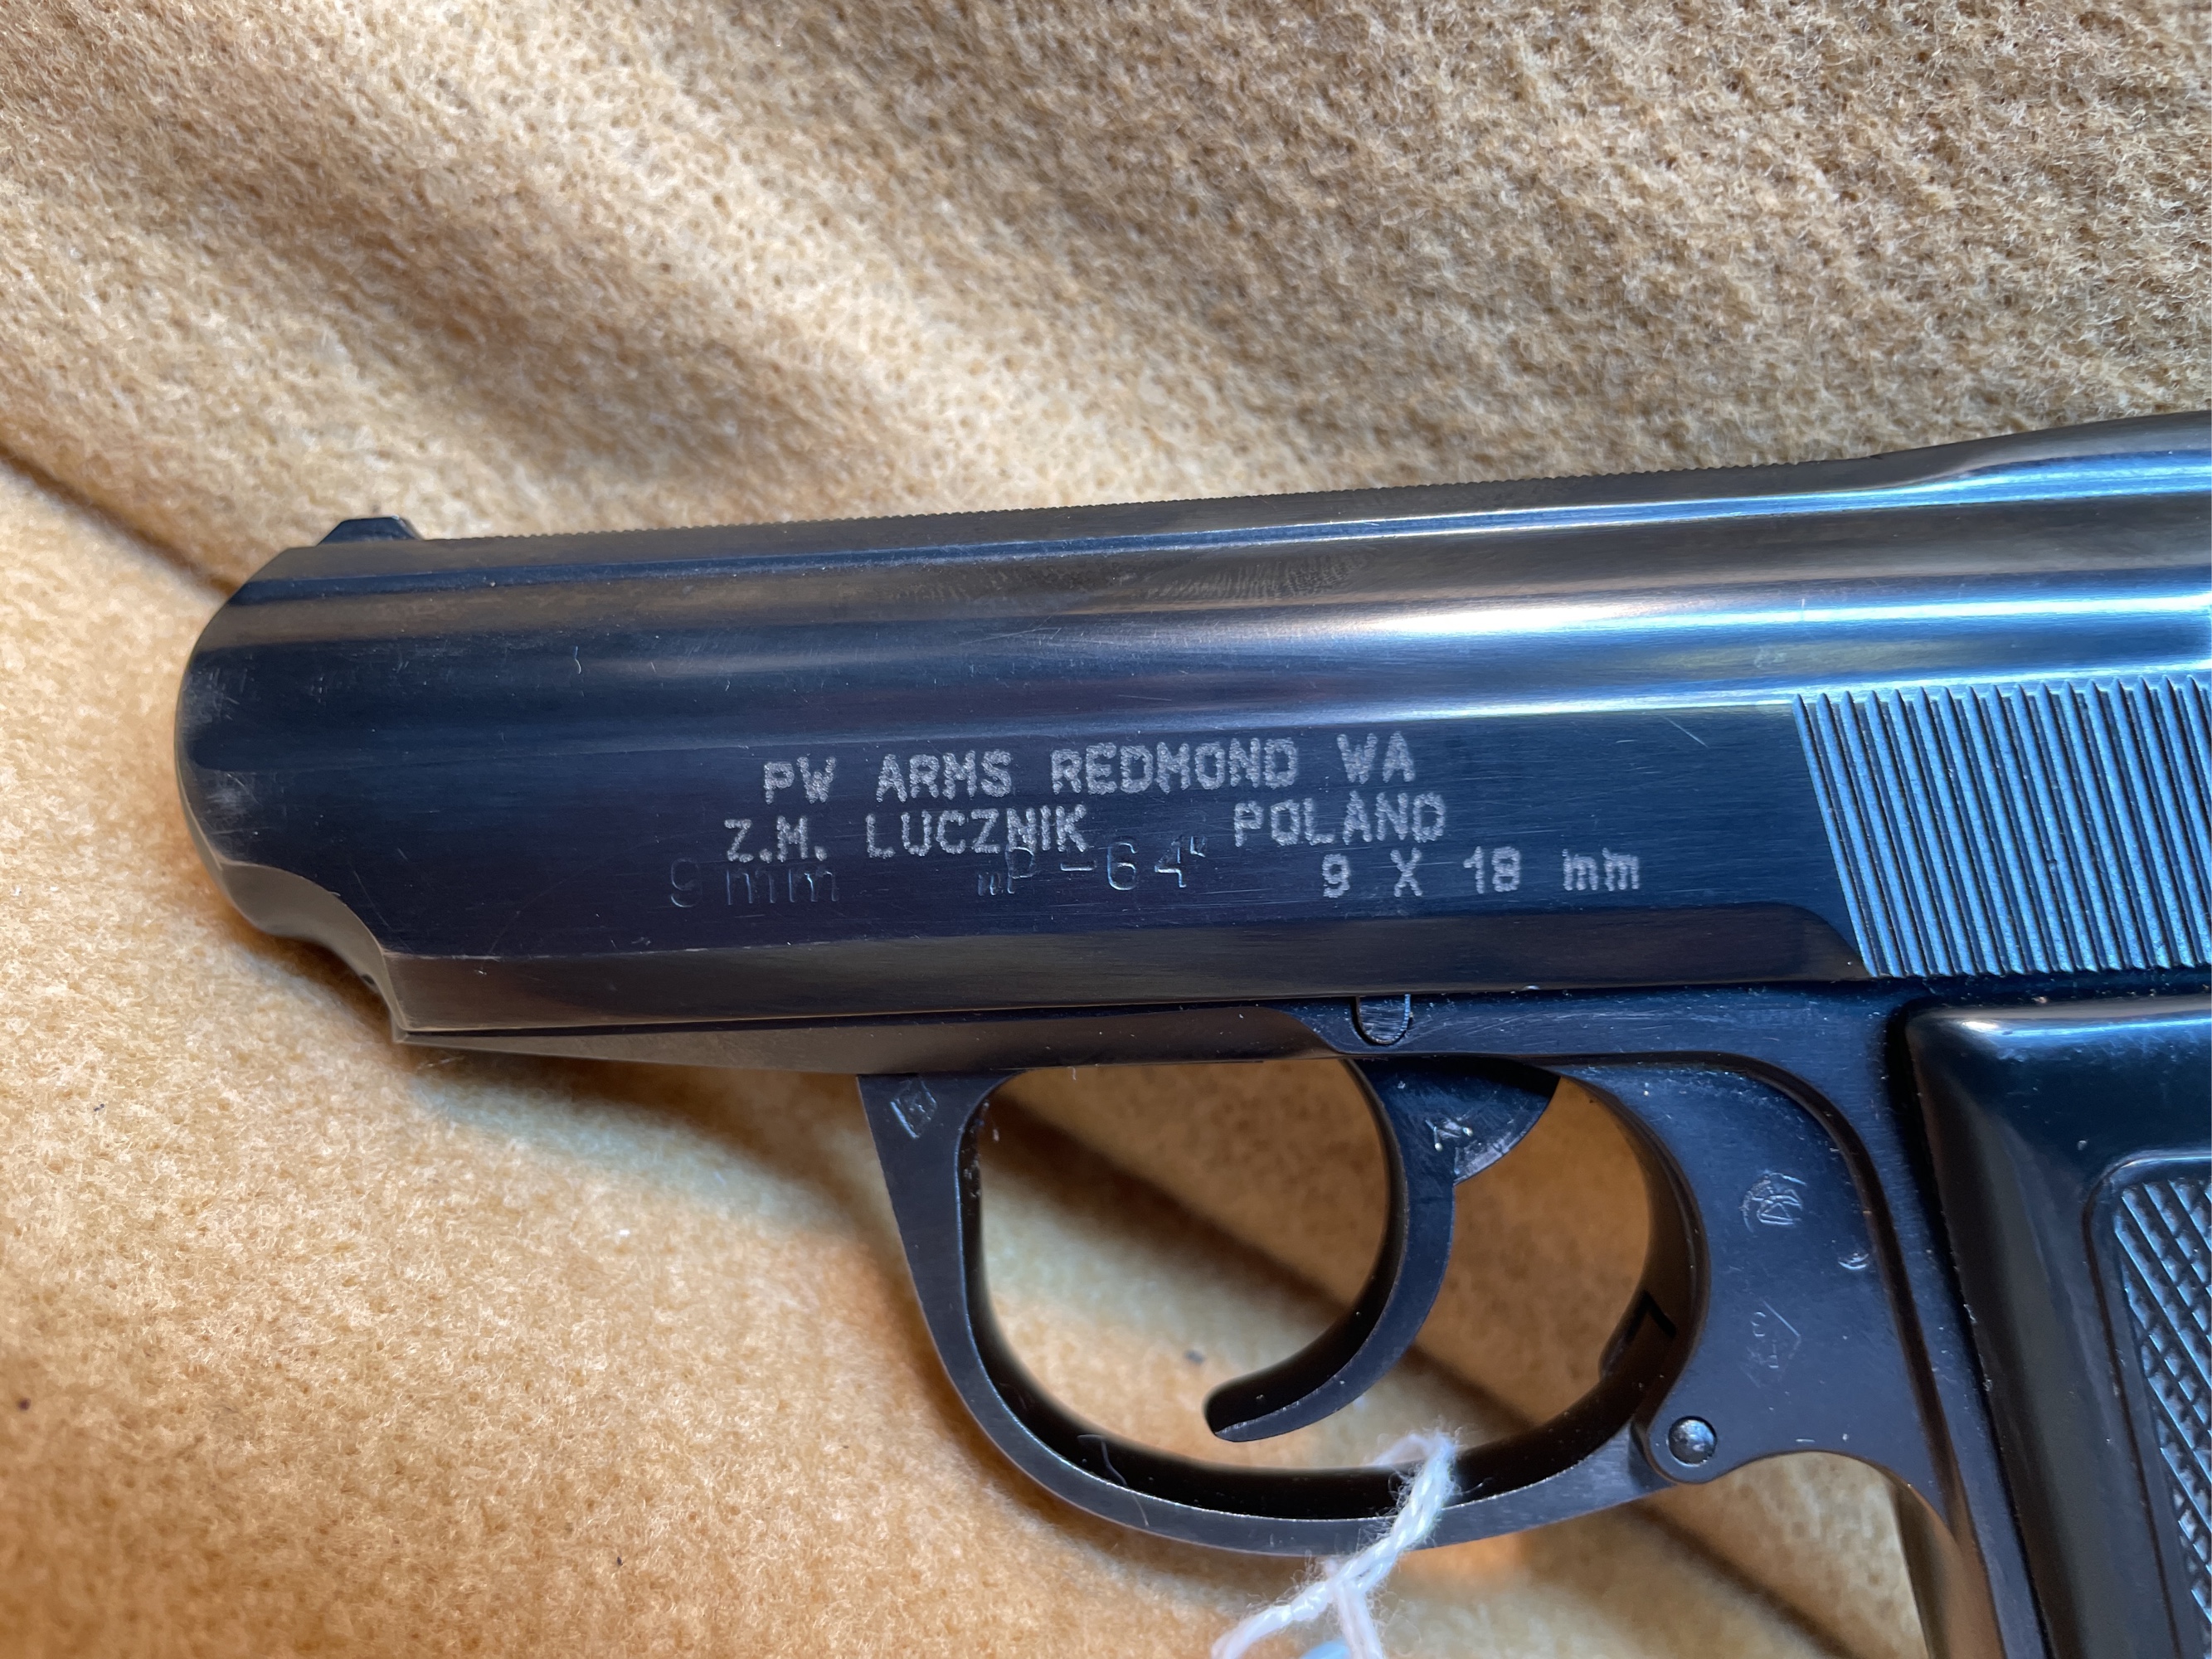 PW ARMS REDMOND WA
Z.M. LUCZNIK POLAND
9mm „P-64“ 9 X 18 mm